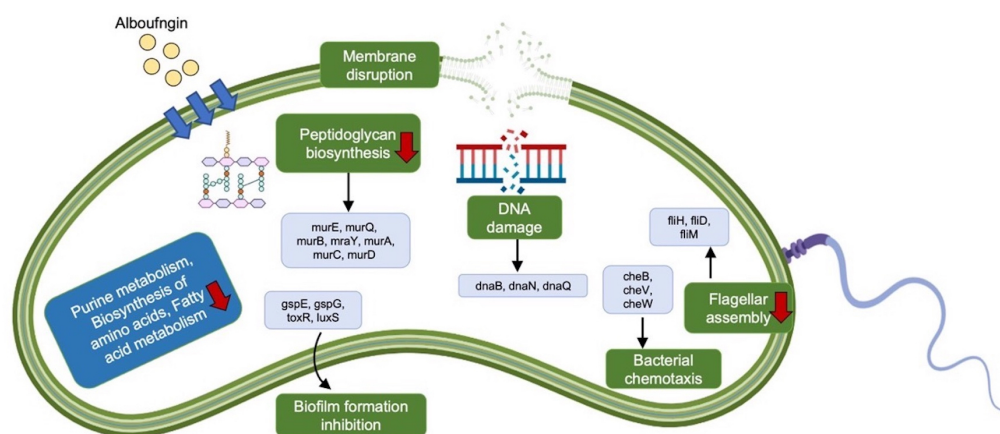 Alboufngin
Membrane
disruption
Peptidoglycan
biosynthesis
murE, murQ,
murB, mraY, murA,
murC, murD
DNA
damage
dnaB, dnaN, dnaQ
fliH, fliD,
fliM
cheB,
cheV,
cheW
Flagellar
assembly
Bacterial
chemotaxis
Purine metabolism,
Biosynthesis of
amino acids, Fatty
acid metabolism
gspE, gspG,
toxR, luxS
Biofilm formation
inhibition